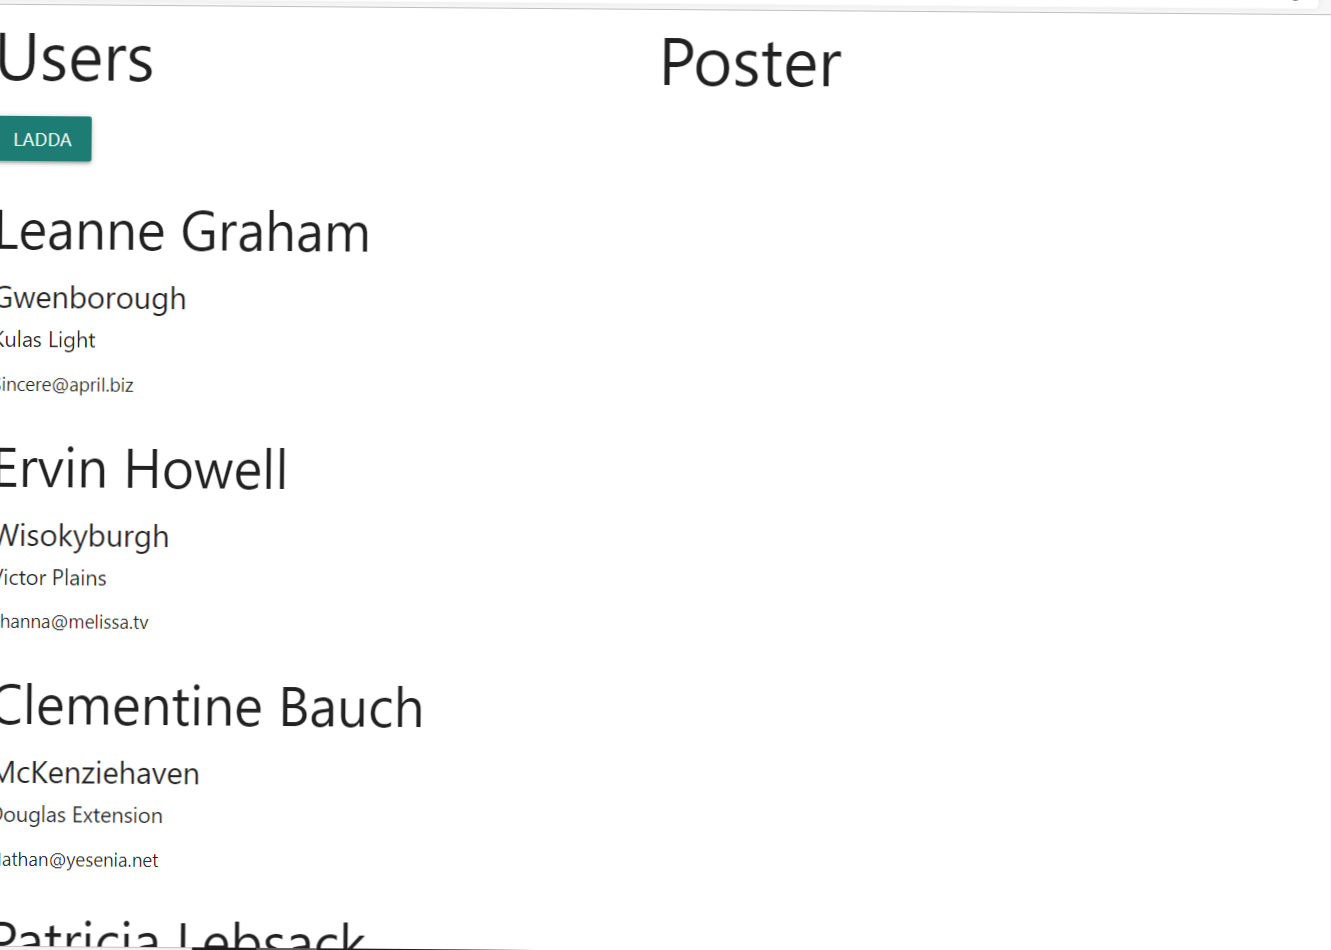 Users
LADDA
Leanne Graham
Gwenborough
Kulas Light
Sincere@april.biz
Ervin Howell
Wisokyburgh
Victor Plains
hanna@melissa.tv
Clementine Bauch
McKenziehaven
Douglas Extension
Nathan@yesenia.net
Patricia Lebsack
Poster